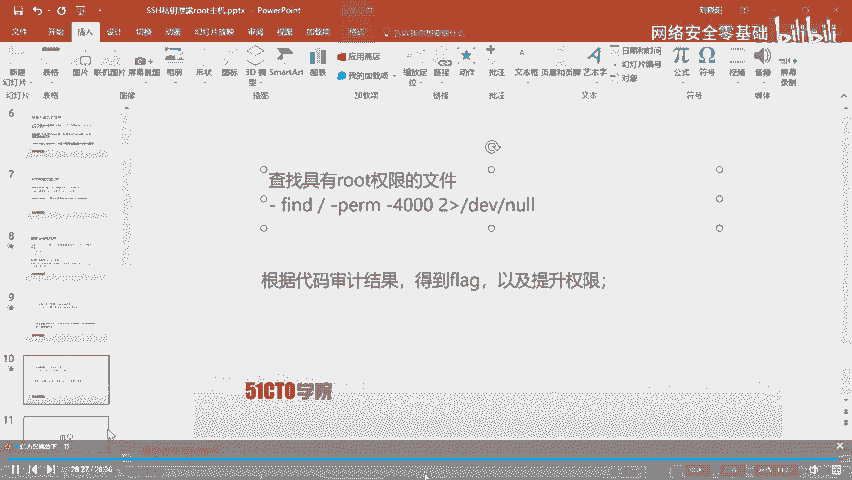 SSH私钥泄露root主机.pptx - PowerPoint
网络安全零基础 bilibili
文件
开始
插入
设计
切换
动画
幻灯片放映
审阅
视图
加载项
新建
幻灯片
表格
图片
联机图片
屏幕截图
相册
形状
图标
3D 模型
SmartArt
图表
应用商店
我的加载项
缩放定位
链接
动作
批注
文本框
页眉和页脚
艺术字
日期和时间
幻灯片编号
对象
公式
符号
视频
音频
屏幕录制
幻灯片
表格
图像
插图
加载项
链接
批注
文本
符号
媒体
6
7
8
9
10
11
查找具有root权限的文件
- find / -perm -4000 2>/dev/null
根据代码审计结果，得到flag，以及提升权限；
51CTO学院